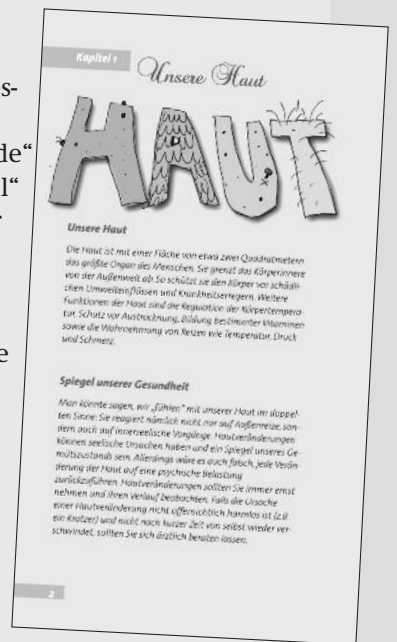 s-
de“
l“
e
Kapitel 1
Unsere Haut
HAUT
Unsere Haut
Die Haut ist mit einer Fläche von etwa zwei Quadratmetern
das größte Organ des Menschen. Sie grenzt das Körperinnere
von der Außenwelt ab. So schützt sie den Körper vor schädli-
chen Umwelteinflüssen und Krankheitserregern. Weitere
Funktionen der Haut sind die Regulation der Körpertempera-
tur, Schutz vor Austrocknung, Bildung bestimmter Vitaminen
sowie die Wahrnehmung von Reizen wie Temperatur, Druck
und Schmerz.
Spiegel unserer Gesundheit
Man könnte sagen, wir „fühlen“ mit unserer Haut im doppel-
ten Sinne: Sie reagiert nämlich nicht nur auf Außenreize, son-
dern auch auf innerseelische Vorgänge. Hautveränderungen
können seelische Ursachen haben und ein Spiegel unseres Ge-
mütszustands sein. Allerdings wäre es auch falsch, jede Verän-
derung der Haut auf eine psychische Belastung
zurückzuführen. Hautveränderungen sollten Sie immer ernst
nehmen und ihren Verlauf beobachten. Falls die Ursache
einer Hautveränderung nicht offensichtlich harmlos ist (z.B.
ein Kratzer) und nicht nach kurzer Zeit von selbst wieder ver-
schwindet, sollten Sie sich ärztlich beraten lassen.
2